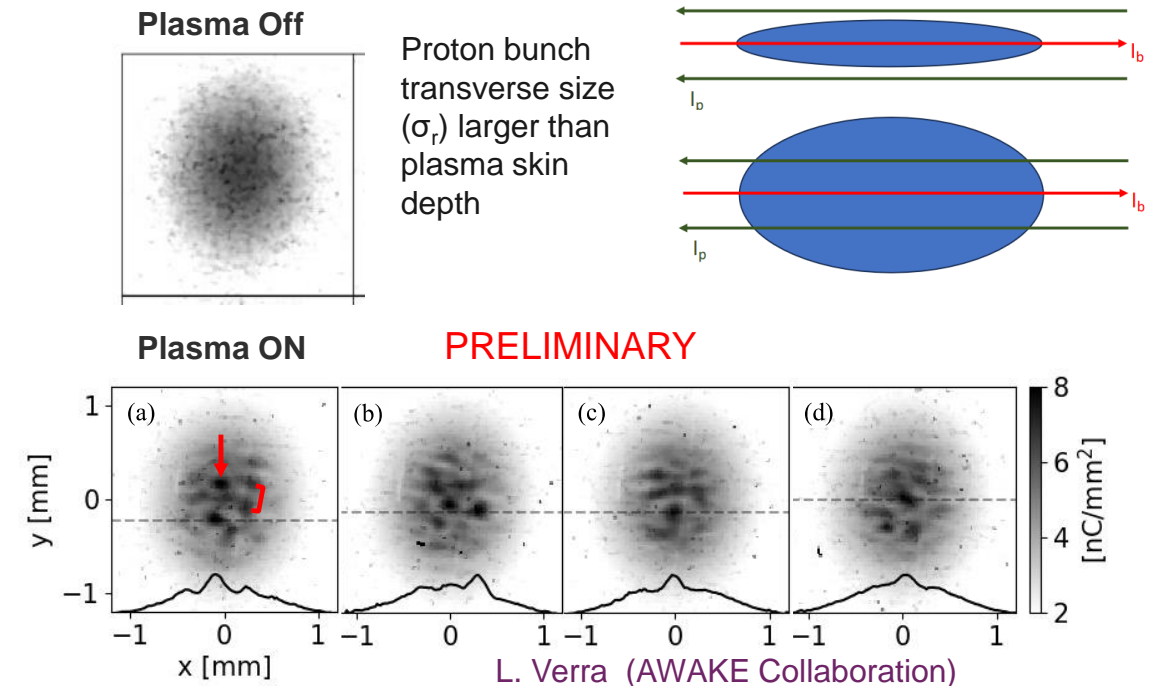 Plasma Off
Proton bunch
transverse size
(σr) larger than
plasma skin
depth
Ib
Ip
Ib
Ip
Plasma ON
PRELIMINARY
(a)
(b)
(c)
(d)
1
0
−1
y [mm]
−1 0 1
−1 0 1
−1 0 1
−1 0 1
x [mm]
8
6
4
2
[nC/mm²]
L. Verra (AWAKE Collaboration)